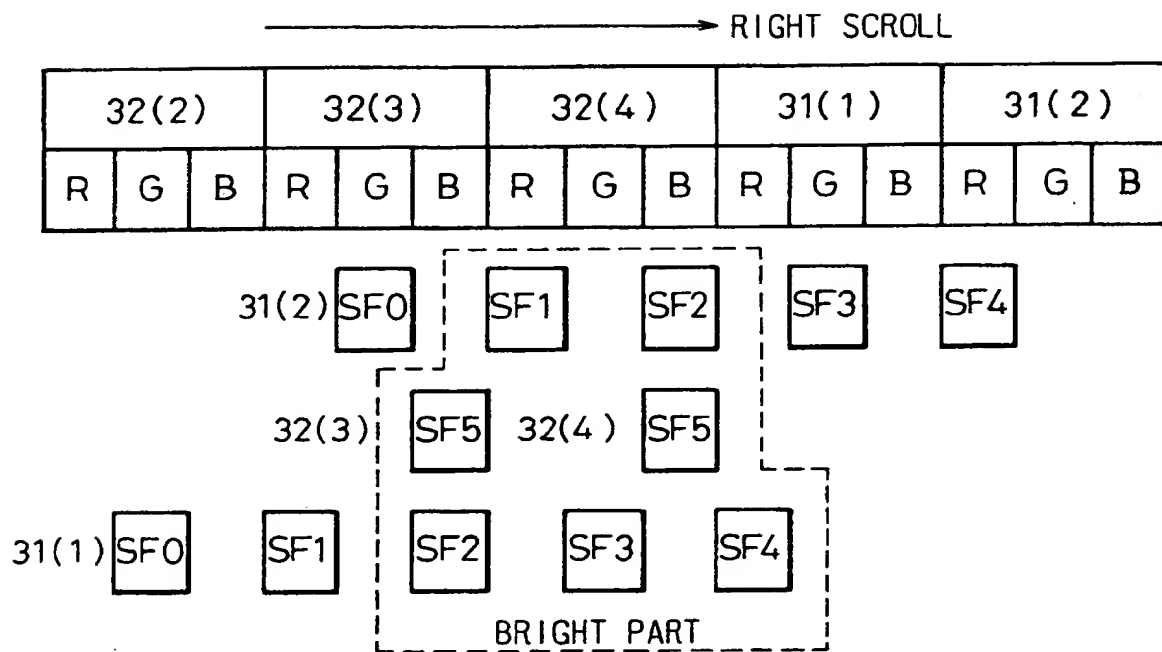 RIGHT SCROLL
32(2) 32(3) 32(4) 31(1) 31(2)
R G B R G B R G B R G B R G B
31(2) SF0 SF1 SF2 SF3 SF4
32(3) SF5 32(4) SF5
31(1) SF0 SF1 SF2 SF3 SF4
BRIGHT PART